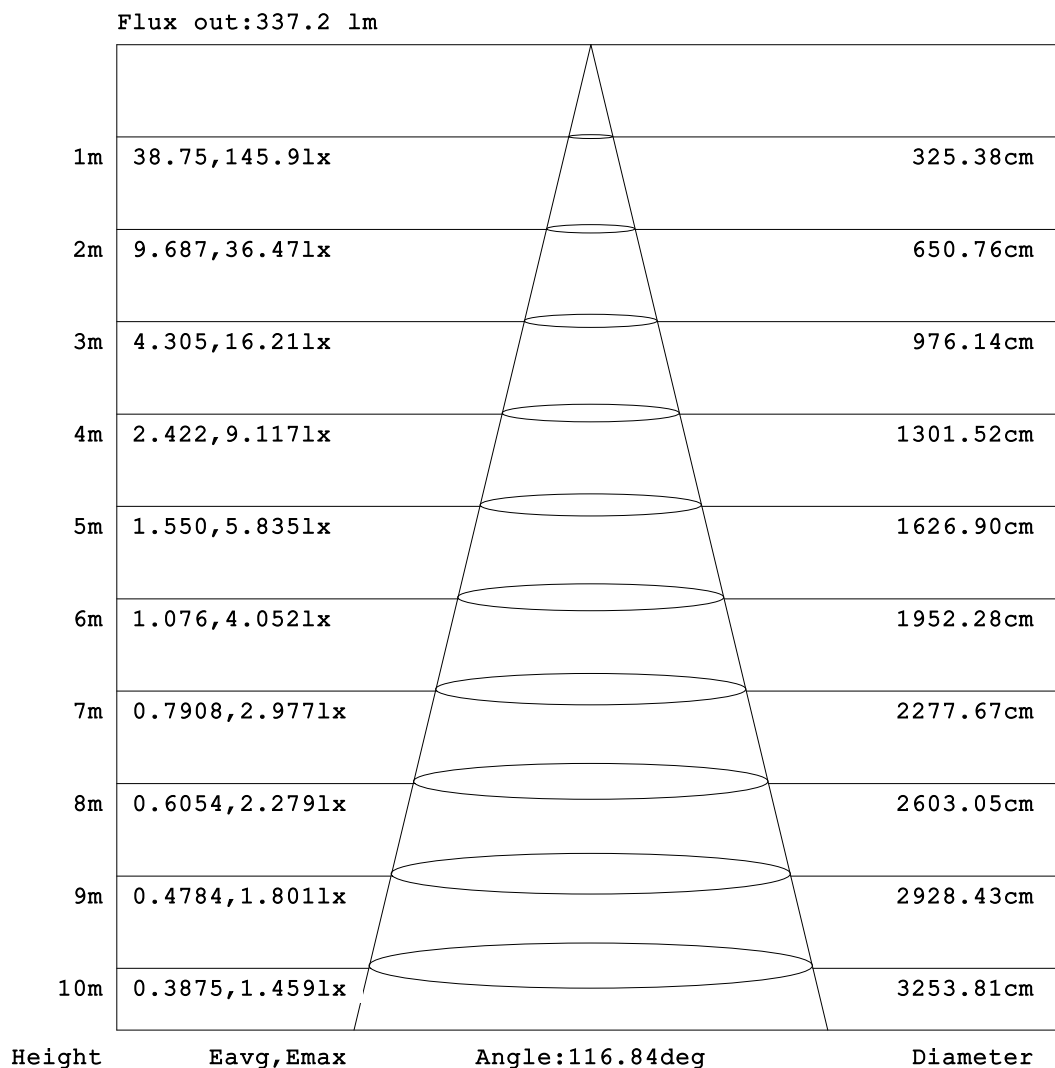 Flux out:337.2 lm
1m 38.75,145.9lx 325.38cm
2m 9.687,36.47lx 650.76cm
3m 4.305,16.21lx 976.14cm
4m 2.422,9.117lx 1301.52cm
5m 1.550,5.835lx 1626.90cm
6m 1.076,4.052lx 1952.28cm
7m 0.7908,2.977lx 2277.67cm
8m 0.6054,2.279lx 2603.05cm
9m 0.4784,1.801lx 2928.43cm
10m 0.3875,1.459lx 3253.81cm
Height Eavg,Emax Angle:116.84deg Diameter